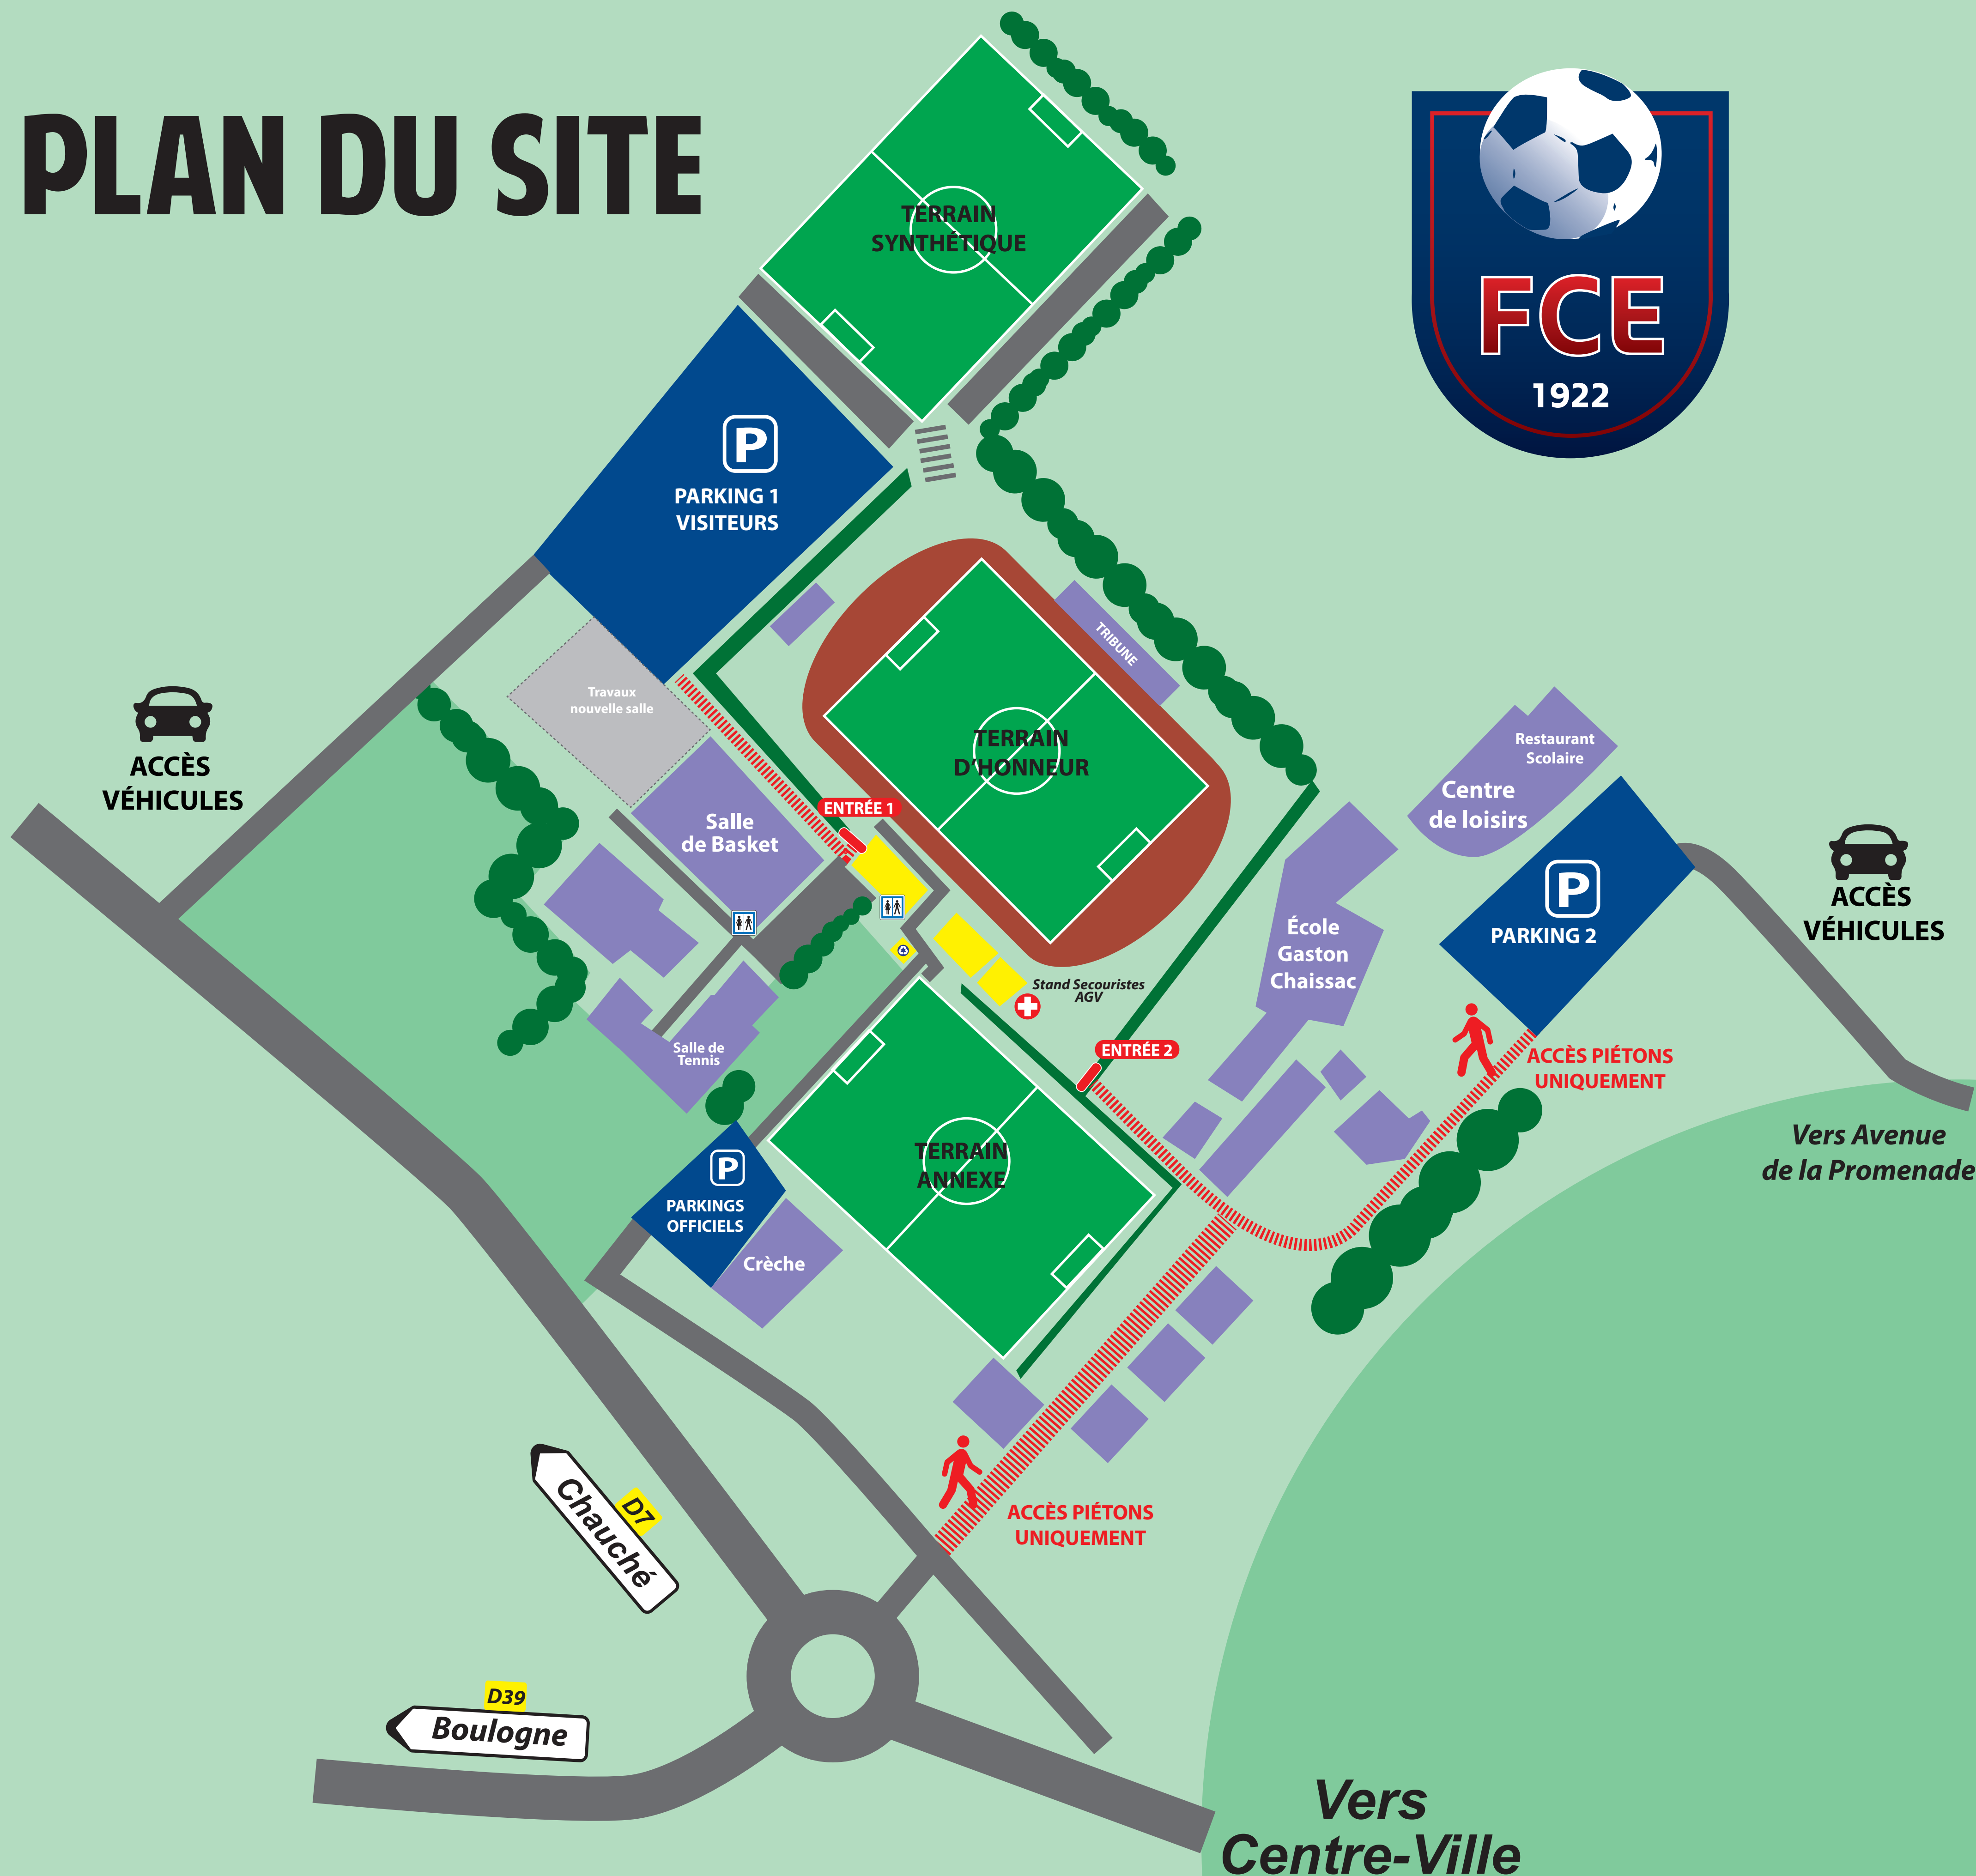 PLAN DU SITE
FCE
1922
TERRAIN
SYNTHÉTIQUE
P
PARKING 1
VISITEURS
TRIBUNE
Travaux
nouvelle salle
ACCÈS
VÉHICULES
TERRAIN
D'HONNEUR
ENTRÉE 1
Salle
de Basket
Restaurant
Scolaire
Centre
de loisirs
P
PARKING 2
ACCÈS
VÉHICULES
École
Gaston
Chaissac
Stand Securistes
AGV
ENTRÉE 2
Salle de
Tennis
ACCÈS PIÉTONS
UNIQUEMENT
Vers Avenue
de la Promenade
TERRAIN
ANNEXE
P
PARKINGS
OFFICIELS
Crèche
D7
Chauché
ACCÈS PIÉTONS
UNIQUEMENT
D39
Boulogne
Vers
Centre-Ville